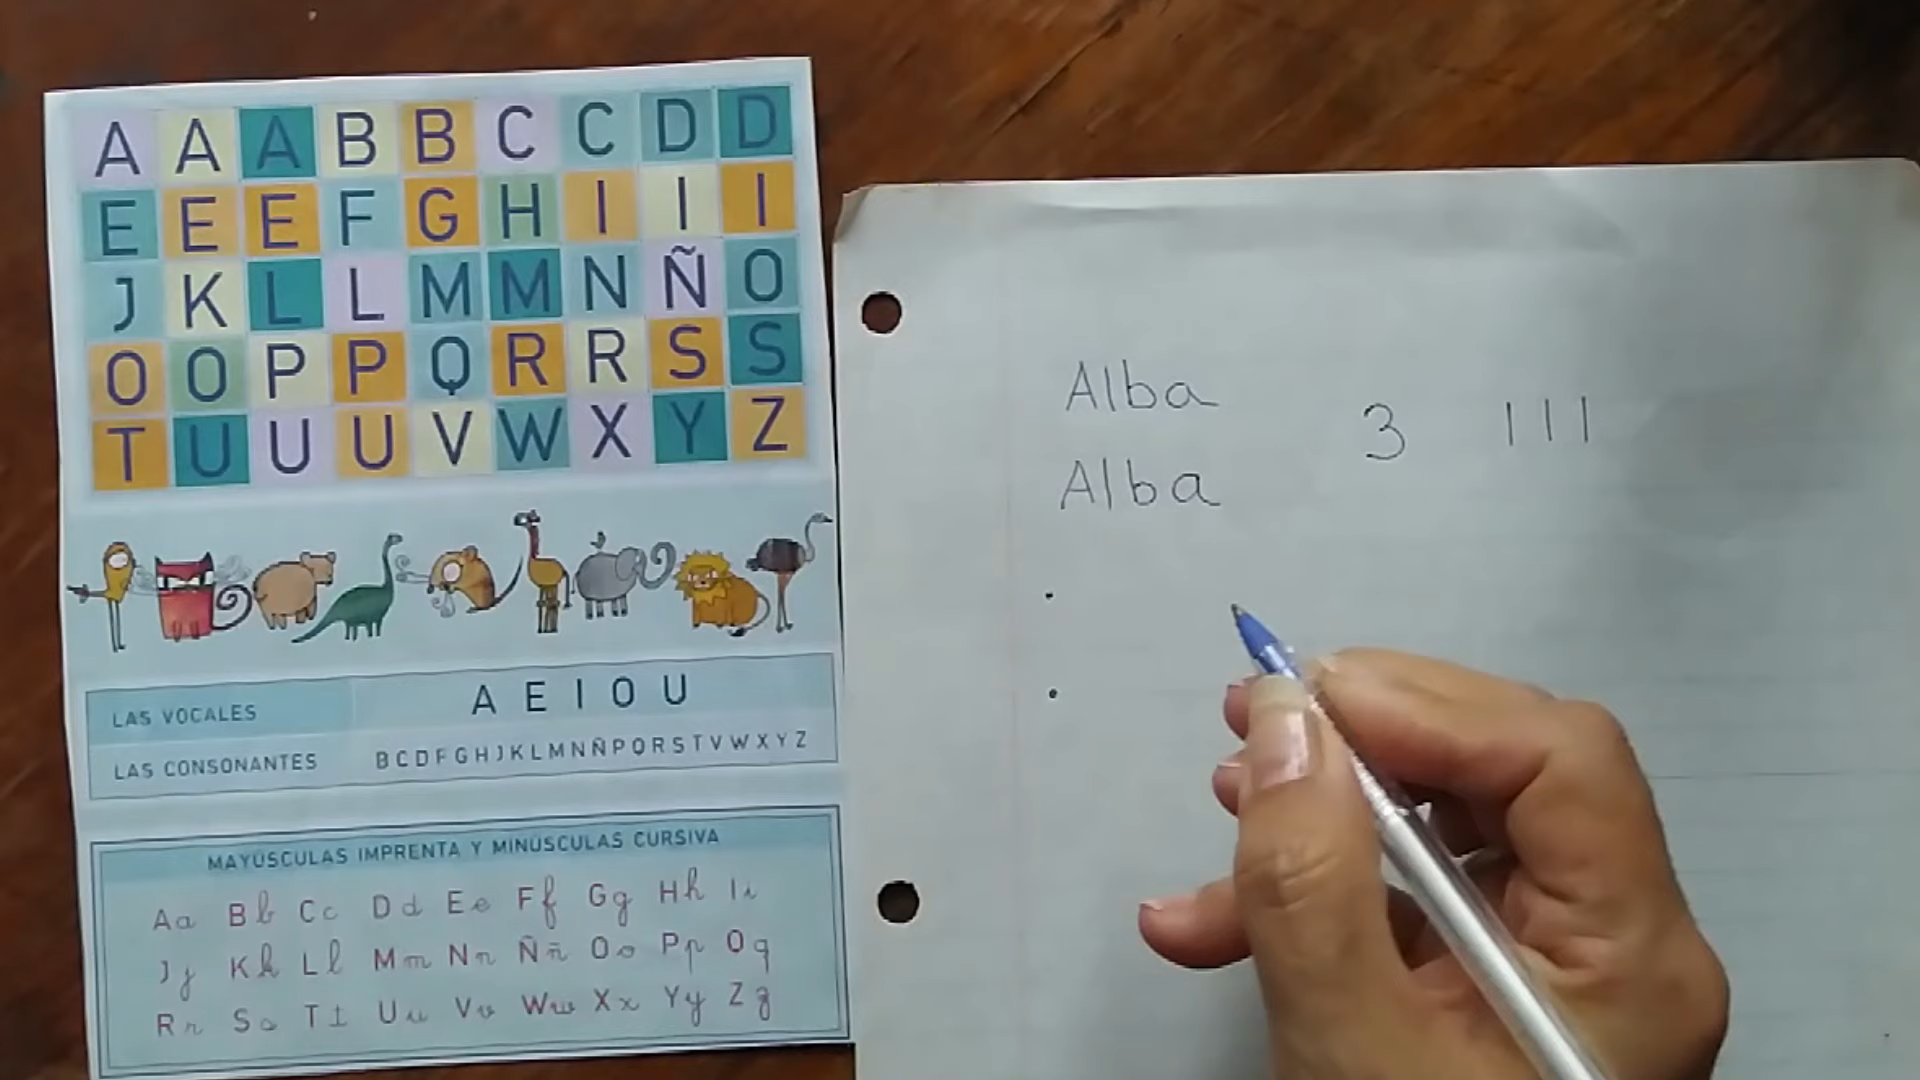 A A A B B C C D D
E E E F G H I I I
J K L L M M N Ñ O
O O P P Q R R S S
T U U U V W X Y Z
LAS VOCALES A E I O U
LAS CONSONANTES B C D F G H J K L M N Ñ P Q R S T V W X Y Z
MAYÚSCULAS IMPRENTA Y MINÚSCULAS CURSIVA
Aa Bb Cc Dd Ee Ff Gg Hh Ii
Jj Kk Ll Mm Nn Ññ Oo Pp Qq
Rr Ss Tt Uu Vv Ww Xx Yy Zz
Alba
3 III
Alba